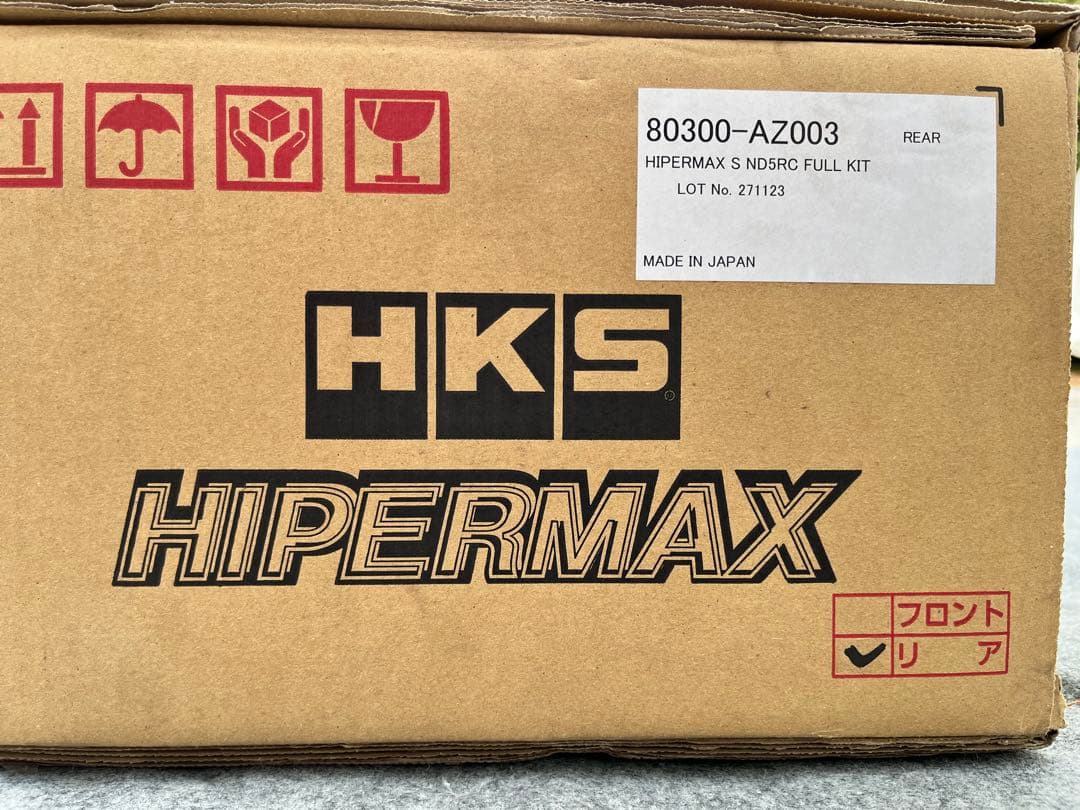 80300-AZ003 REAR
HIPERMAX S ND5RC FULL KIT
LOT No. 271123
MADE IN JAPAN
HKS
HIPERMAX
フロント
リア